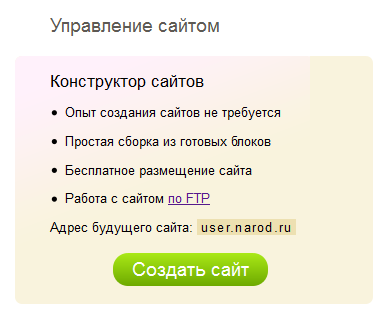 Управление сайтом
Конструктор сайтов
• Опыт создания сайтов не требуется
• Простая сборка из готовых блоков
• Бесплатное размещение сайта
• Работа с сайтом по FTP
Адрес будущего сайта: user.narod.ru
Создать сайт